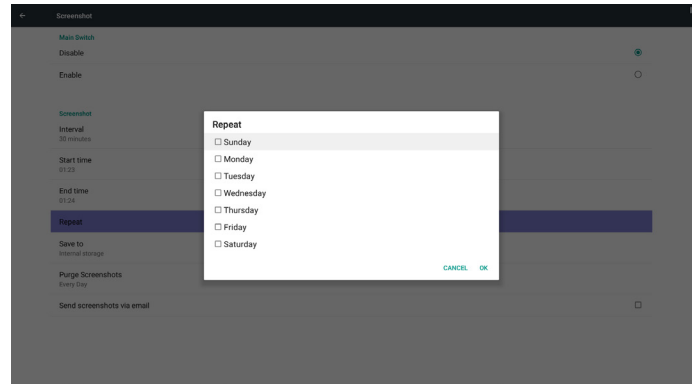 Screenshot
Main Switch
Disable
Enable
Screenshot
Interval
30 minutes
Start time
01:23
End time
01:24
Repeat
Save to
Internal storage
Purge Screenshots
Every Day
Send screenshots via email
Repeat
Sunday
Monday
Tuesday
Wednesday
Thursday
Friday
Saturday
CANCEL OK